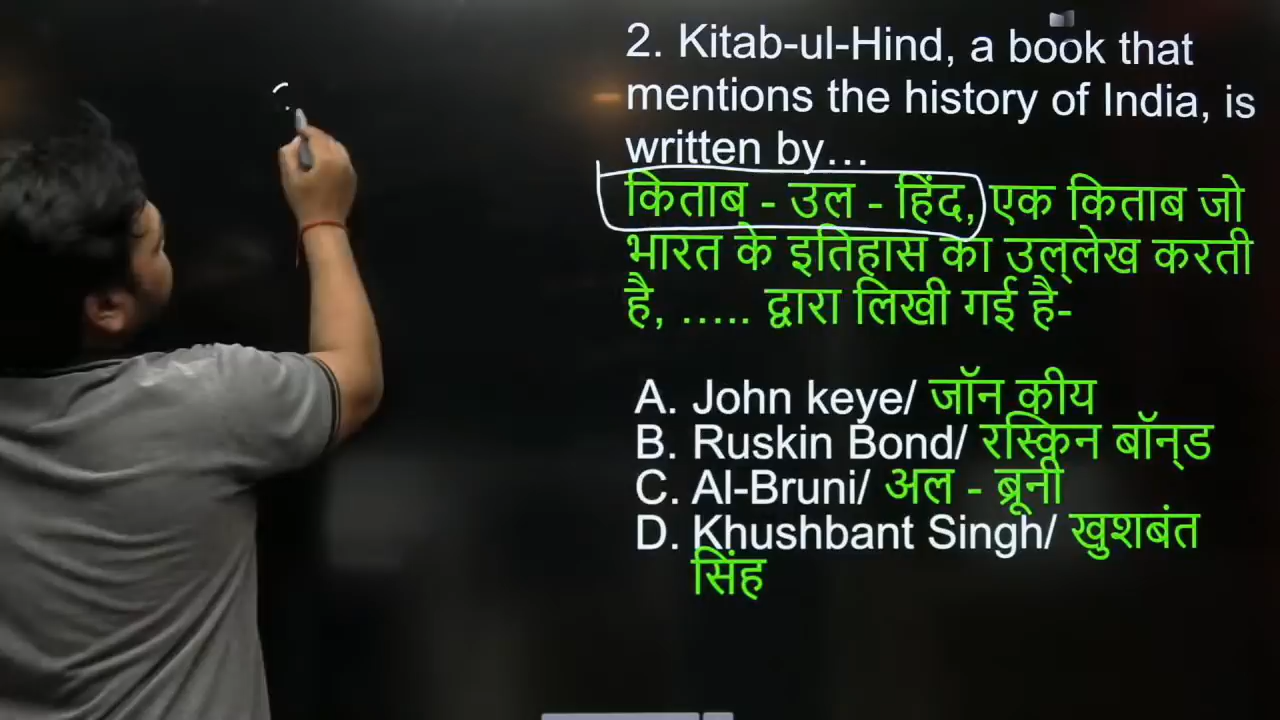 2. Kitab-ul-Hind, a book that
mentions the history of India, is
written by…
किताब - उल - हिंद, एक किताब जो
भारत के इतिहास का उल्लेख करती
है, ….. द्वारा लिखी गई है-
A. John keye/ जॉन कीय
B. Ruskin Bond/ रस्किन बॉन्ड
C. Al-Bruni/ अल - ब्रूनी
D. Khushbant Singh/ खुशबंत
सिंह